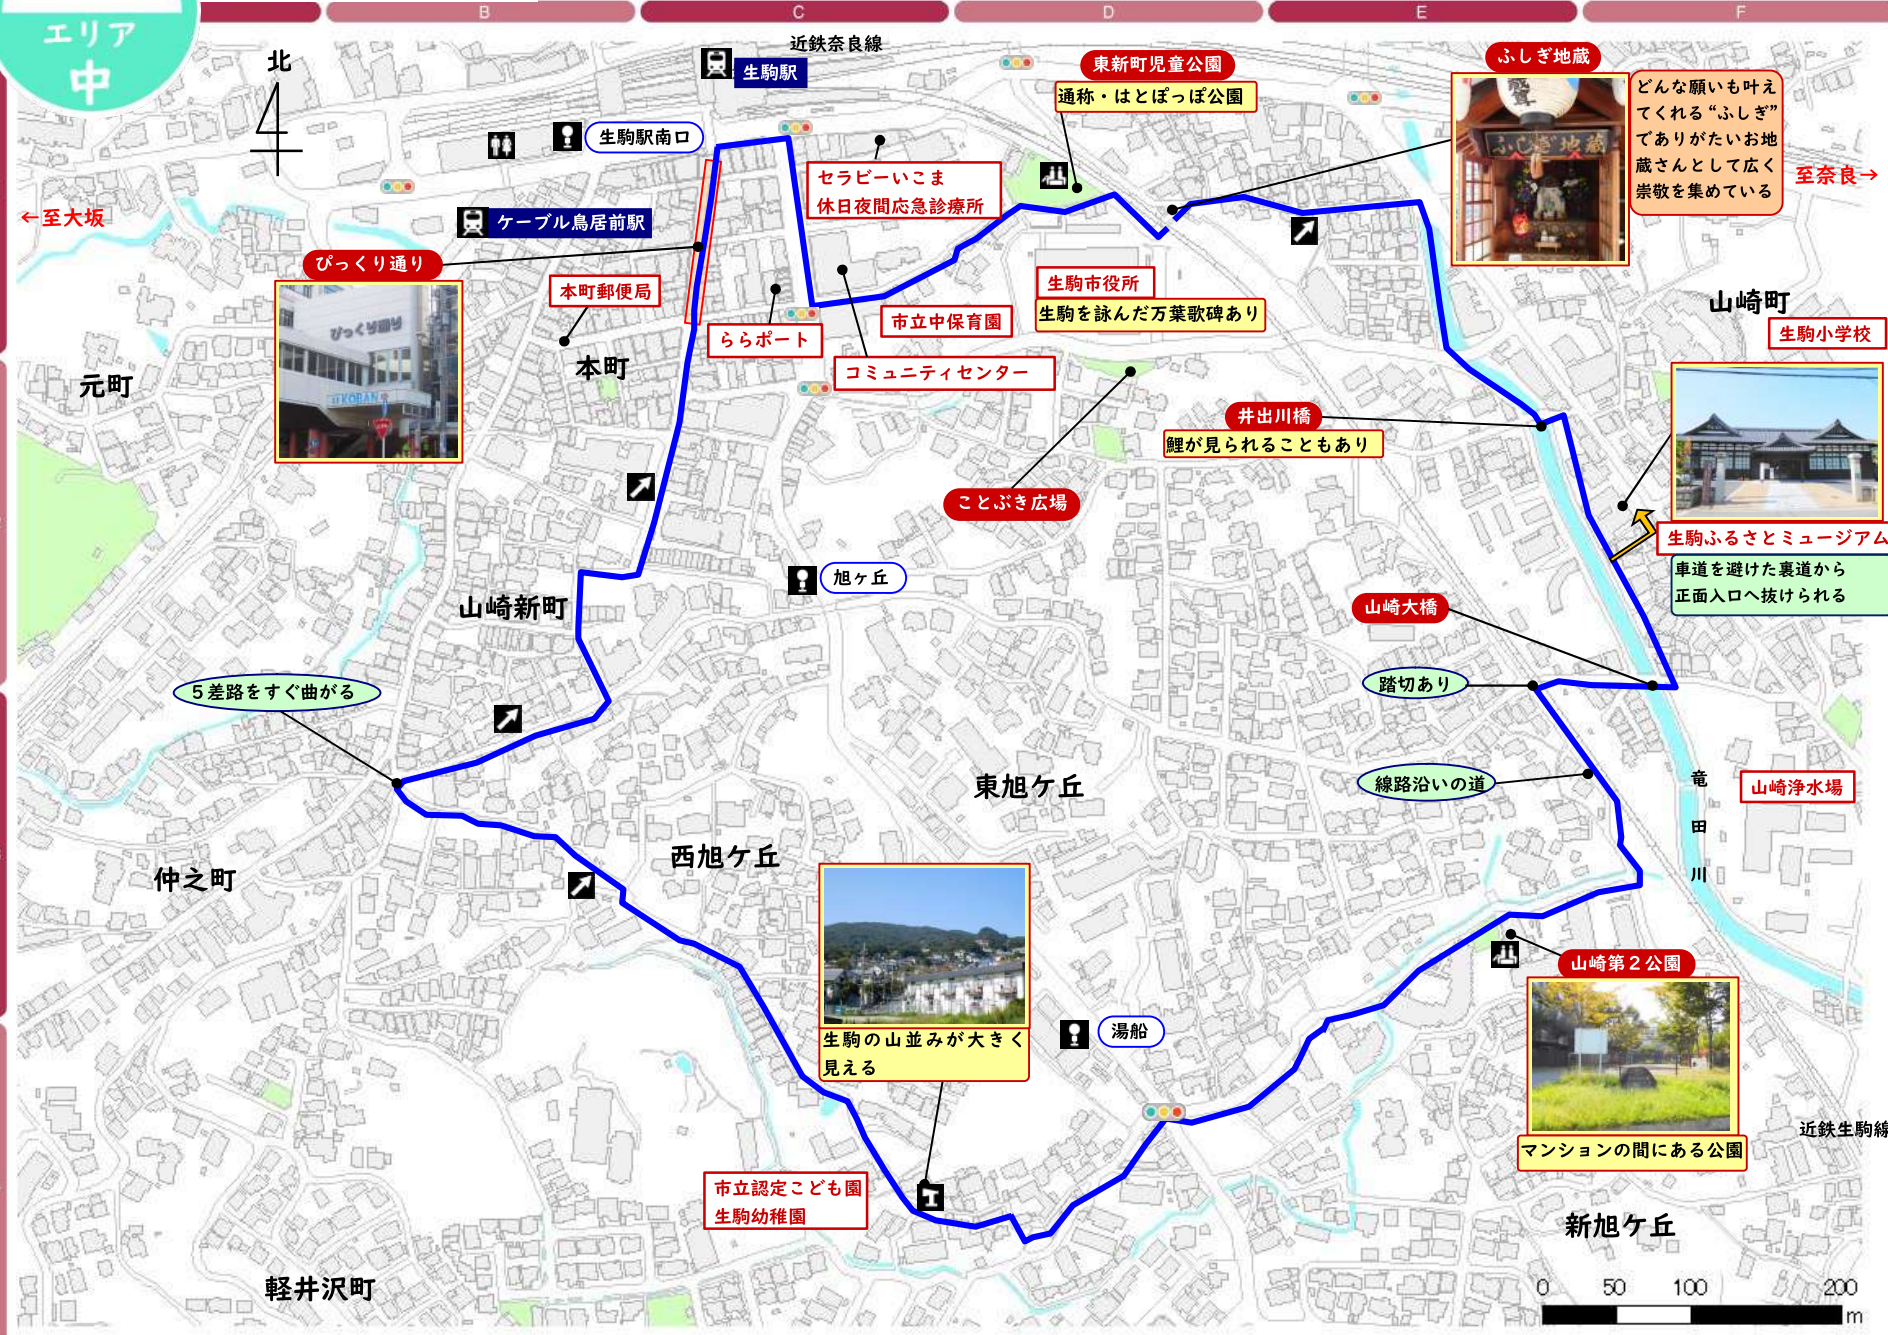 エリア
中
B
C
D
E
F
北
近鉄奈良線
生駒駅
生駒駅南口
東新町児童公園
通称・はとぽっぽ公園
ふしぎ地蔵
ふしぎ地蔵
どんな願いも叶え
てくれる“ふしぎ”
でありがたいお地
蔵さんとして広く
崇敬を集めている
至奈良→
←至大坂
セラビーいこま
休日夜間応急診療所
ケーブル鳥居前駅
ぴっくり通り
びっくり通り
KOBAN
本町郵便局
ららポート
市立中保育園
コミュニティセンター
生駒市役所
生駒を詠んだ万葉歌碑あり
山崎町
生駒小学校
元町
本町
井出川橋
鯉が見られることもあり
ことぶき広場
生駒ふるさとミュージアム
車道を避けた裏道から
正面入口へ抜けられる
旭ヶ丘
山崎新町
山崎大橋
踏切あり
5差路をすぐ曲がる
線路沿いの道
東旭ケ丘
竜田川
山崎浄水場
西旭ケ丘
仲之町
生駒の山並みが大きく
見える
湯船
山崎第2公園
マンションの間にある公園
近鉄生駒線
市立認定こども園
生駒幼稚園
新旭ケ丘
軽井沢町
0 50 100 200
m